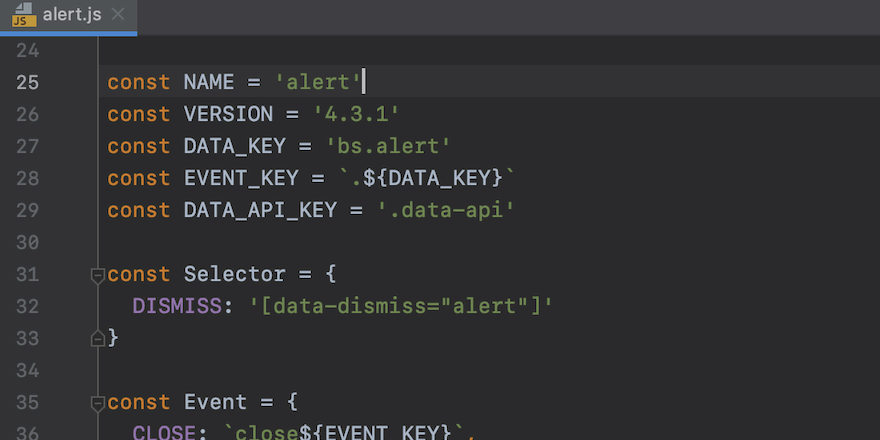 JS alert.js
24
25 const NAME = 'alert'
26 const VERSION = '4.3.1'
27 const DATA_KEY = 'bs.alert'
28 const EVENT_KEY = `.${DATA_KEY}`
29 const DATA_API_KEY = '.data-api'
30
31 const Selector = {
32 DISMISS: '[data-dismiss="alert"]'
33 }
34
35 const Event = {
36 CLOSE: `close${EVENT_KEY}`,